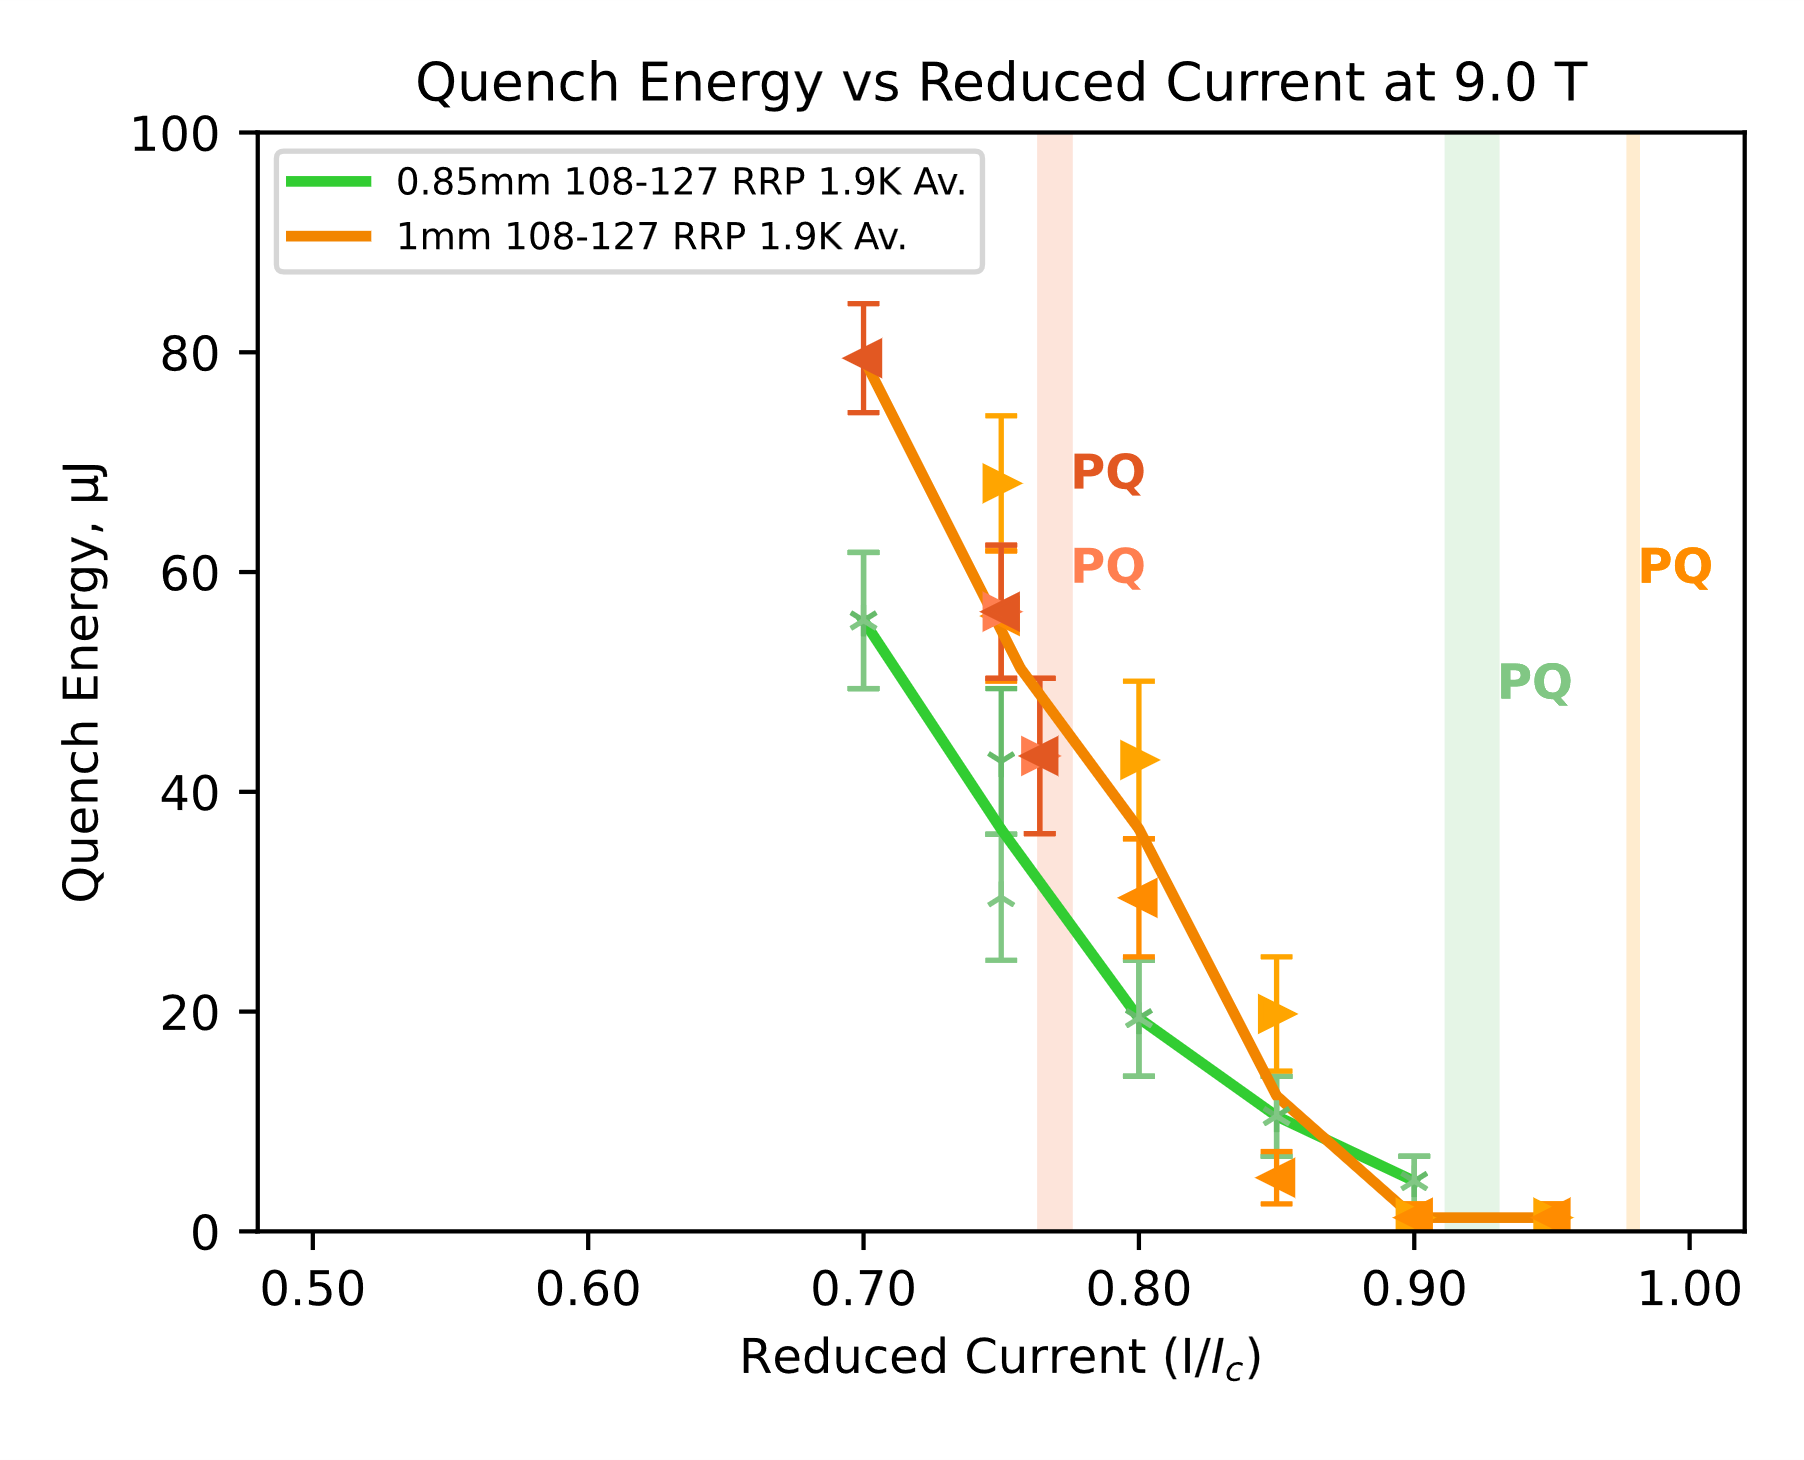 Quench Energy vs Reduced Current at 9.0 T
100
80
60
40
20
0
Quench Energy, µJ
0.85mm 108-127 RRP 1.9K Av.
1mm 108-127 RRP 1.9K Av.
PQ
PQ
PQ
PQ
0.50 0.60 0.70 0.80 0.90 1.00
Reduced Current (I/I_c)